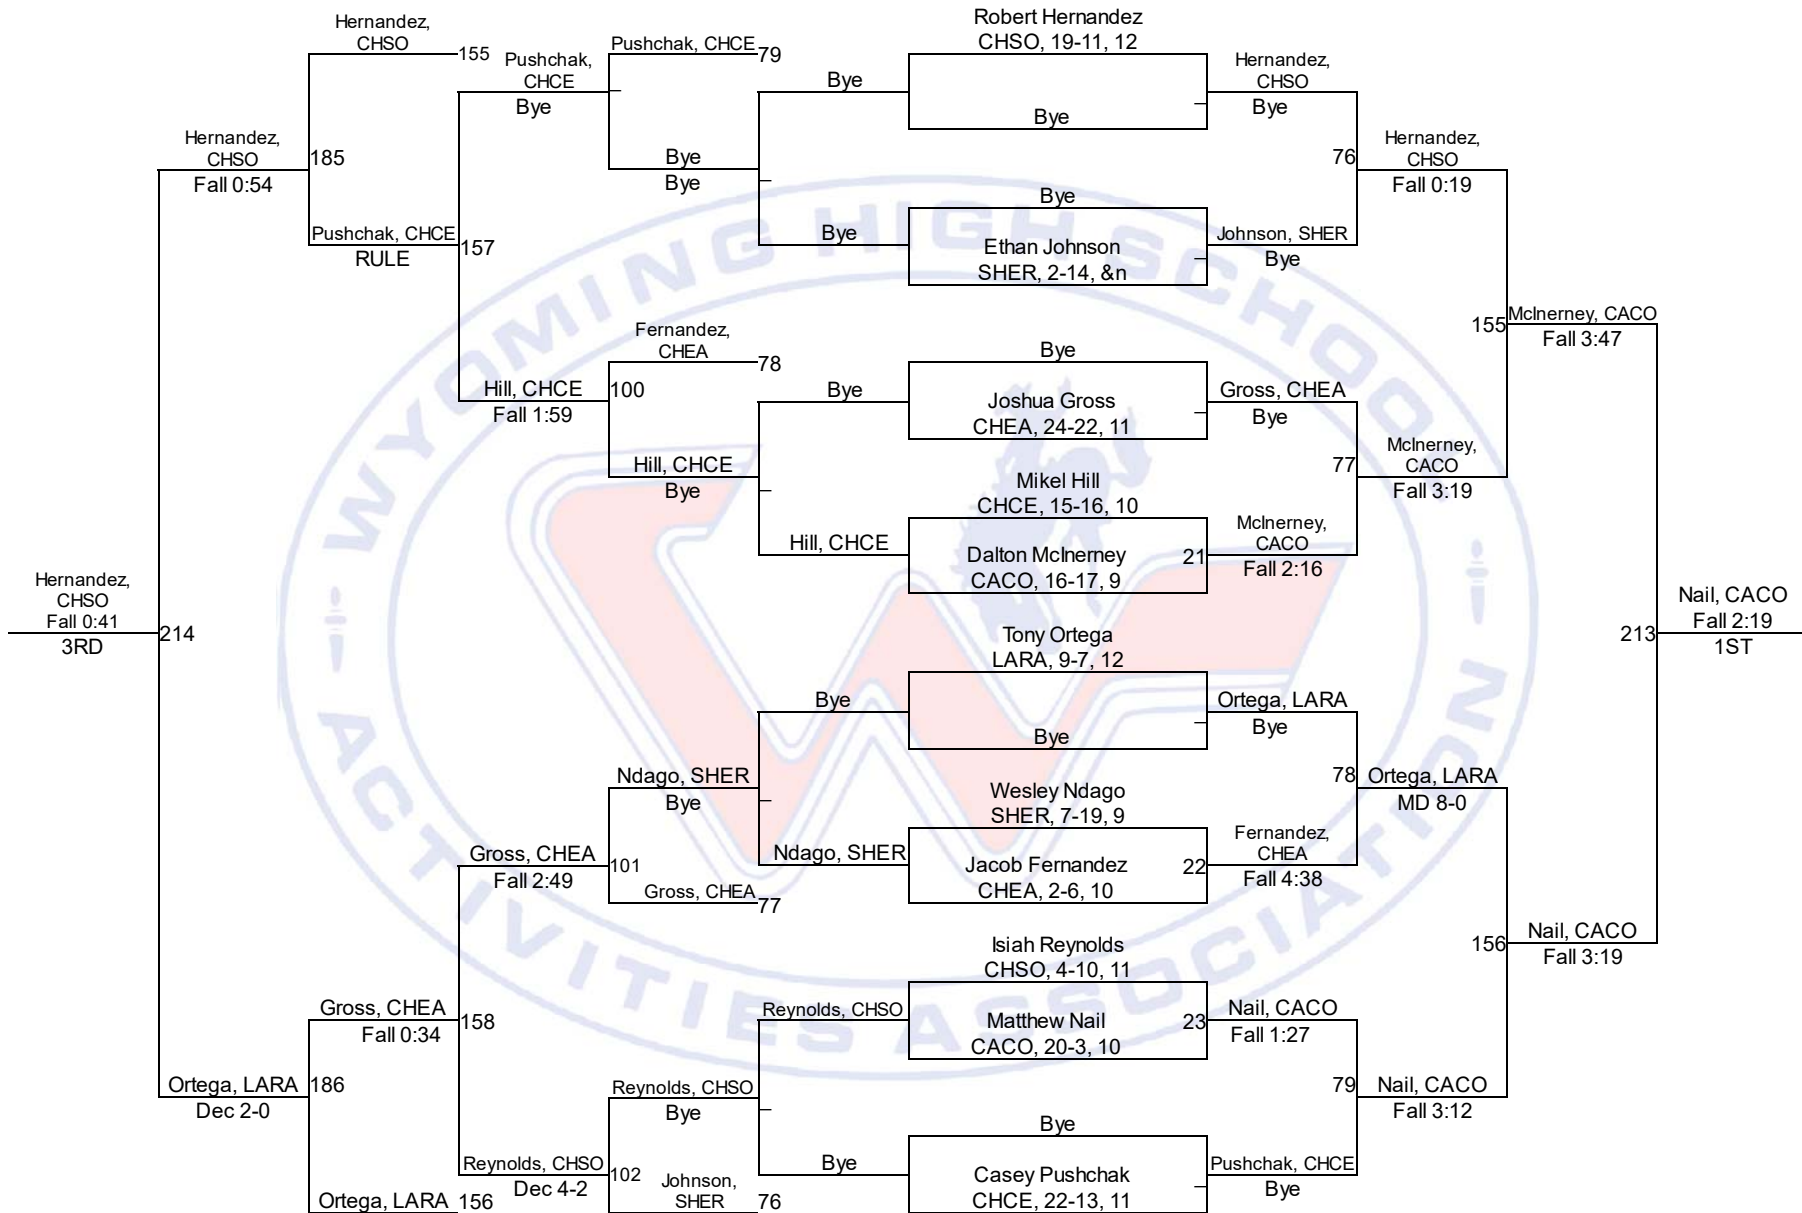 Hernandez,
CHSO
155
Pushchak, CHCE
79
Pushchak,
CHCE
Bye
Hernandez,
CHSO
Fall 0:54
185
Bye
Bye
Pushchak, CHCE
RULE
157
Fernandez,
CHEA
78
Hill, CHCE
Fall 1:59
100
Hill, CHCE
Bye
Hernandez,
CHSO
Fall 0:41
3RD
214
Ndago, SHER
Bye
Gross, CHEA
Fall 2:49
101
Gross, CHEA
77
Gross, CHEA
Fall 0:34
158
Ortega, LARA
Dec 2-0
186
Reynolds, CHSO
Bye
Reynolds, CHSO
Dec 4-2
102
Johnson,
SHER
76
Ortega, LARA
156
Bye
Bye
Bye
Hill, CHCE
Bye
Ndago, SHER
Reynolds, CHSO
Bye
Robert Hernandez
CHSO, 19-11, 12
Bye
Bye
Ethan Johnson
SHER, 2-14, &n
Bye
Joshua Gross
CHEA, 24-22, 11
Mikel Hill
CHCE, 15-16, 10
Dalton McInerney
CACO, 16-17, 9
21
Tony Ortega
LARA, 9-7, 12
Bye
Wesley Ndago
SHER, 7-19, 9
Jacob Fernandez
CHEA, 2-6, 10
22
Isiah Reynolds
CHSO, 4-10, 11
Matthew Nail
CACO, 20-3, 10
23
Bye
Casey Pushchak
CHCE, 22-13, 11
Hernandez,
CHSO
Bye
76
Johnson, SHER
Bye
Gross, CHEA
Bye
77
McInerney,
CACO
Fall 2:16
Ortega, LARA
Bye
78
Fernandez,
CHEA
Fall 4:38
Nail, CACO
Fall 1:27
79
Pushchak, CHCE
Bye
Hernandez,
CHSO
Fall 0:19
155
McInerney,
CACO
Fall 3:19
Ortega, LARA
MD 8-0
156
Nail, CACO
Fall 3:12
McInerney, CACO
Fall 3:47
213
Nail, CACO
Fall 3:19
Nail, CACO
Fall 2:19
1ST
WYOMING HIGH SCHOOL
ACTIVITIES ASSOCIATION